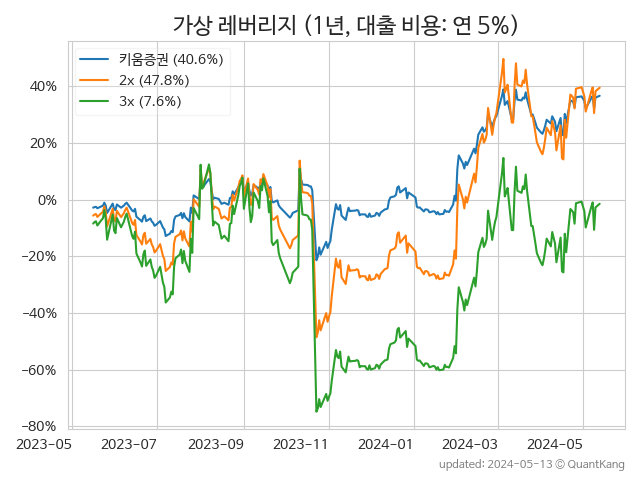 가상 레버리지 (1년, 대출 비용: 연 5%)
키움증권 (40.6%)
2x (47.8%)
3x (7.6%)
40%
20%
0%
−20%
−40%
−60%
−80%
2023-05 2023-07 2023-09 2023-11 2024-01 2024-03 2024-05
updated: 2024-05-13 ⓒ QuantKang